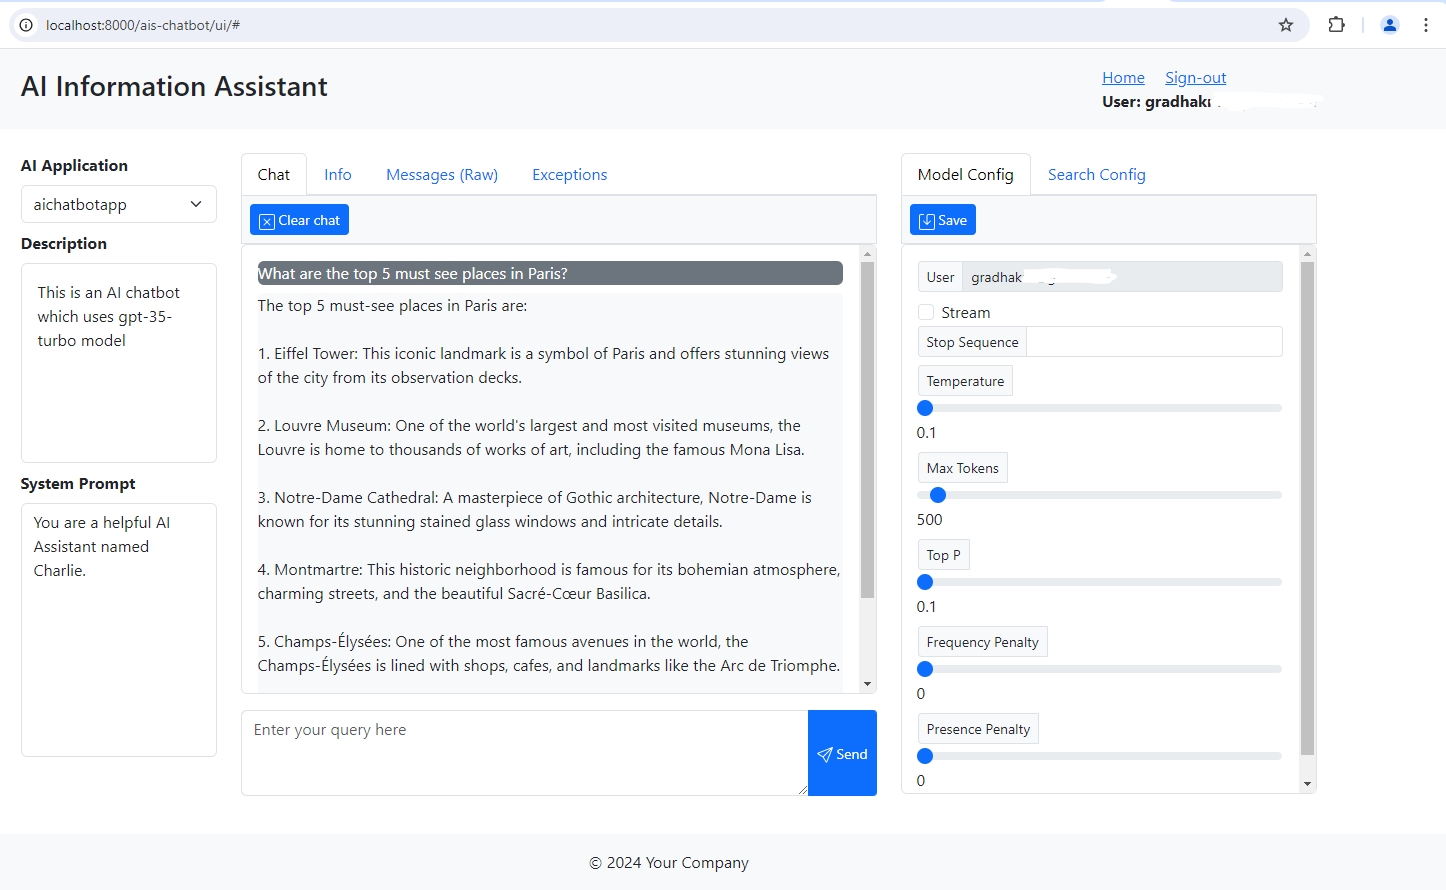 localhost:8000/ais-chatbot/ui/#
AI Information Assistant
Home Sign-out
User: gradhak
AI Application
aichatbotapp
Description
This is an AI chatbot
which uses gpt-35-
turbo model
System Prompt
You are a helpful AI
Assistant named
Charlie.
Chat Info Messages (Raw) Exceptions
Clear chat
What are the top 5 must see places in Paris?
The top 5 must-see places in Paris are:
1. Eiffel Tower: This iconic landmark is a symbol of Paris and offers stunning views
of the city from its observation decks.
2. Louvre Museum: One of the world's largest and most visited museums, the
Louvre is home to thousands of works of art, including the famous Mona Lisa.
3. Notre-Dame Cathedral: A masterpiece of Gothic architecture, Notre-Dame is
known for its stunning stained glass windows and intricate details.
4. Montmartre: This historic neighborhood is famous for its bohemian atmosphere,
charming streets, and the beautiful Sacré-Cœur Basilica.
5. Champs-Élysées: One of the most famous avenues in the world, the
Champs-Élysées is lined with shops, cafes, and landmarks like the Arc de Triomphe.
Enter your query here
Send
Model Config Search Config
Save
User gradhak
Stream
Stop Sequence
Temperature
0.1
Max Tokens
500
Top P
0.1
Frequency Penalty
0
Presence Penalty
0
© 2024 Your Company